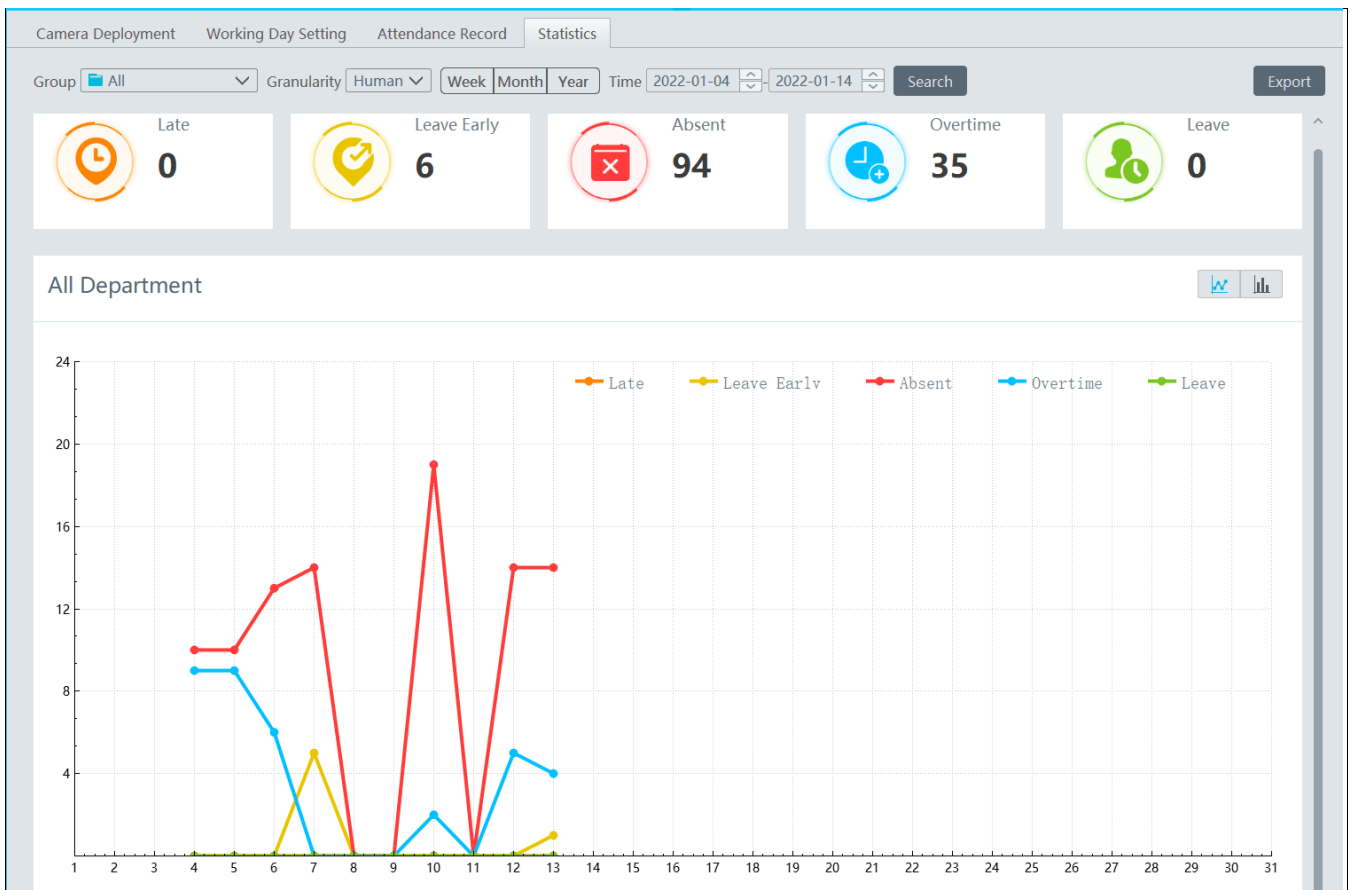 Camera Deployment Working Day Setting Attendance Record Statistics
Group All Granularity Human Week Month Year Time 2022-01-04 - 2022-01-14 Search Export
Late Leave Early Absent Overtime Leave
0 6 94 35 0
All Department
24
Late Leave Early Absent Overtime Leave
20
16
12
8
4
1 2 3 4 5 6 7 8 9 10 11 12 13 14 15 16 17 18 19 20 21 22 23 24 25 26 27 28 29 30 31